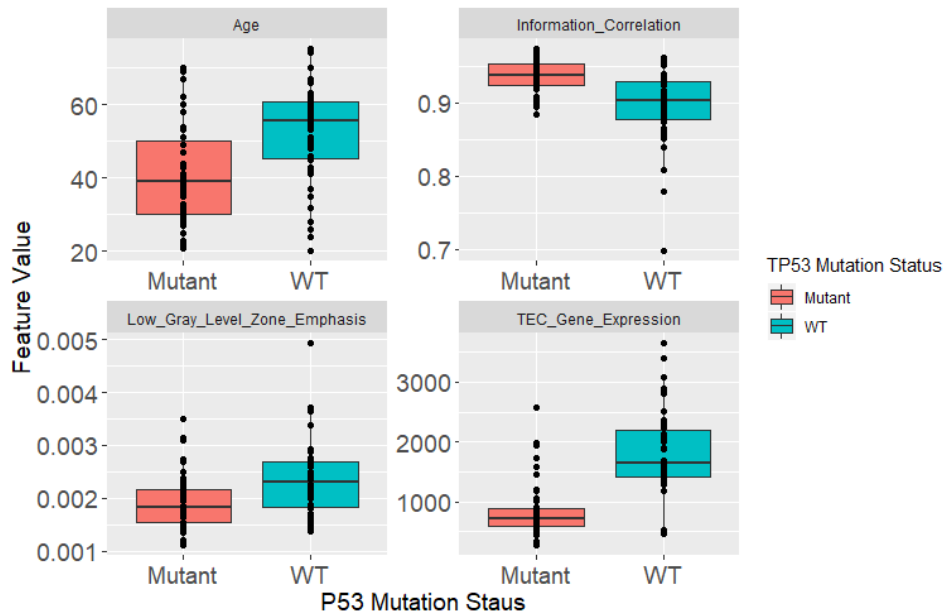 Age
Information_Correlation
60
40
20
0.9
0.8
0.7
Mutant
WT
Mutant
WT
Feature Value
TP53 Mutation Status
Mutant
WT
Low_Gray_Level_Zone_Emphasis
TEC_Gene_Expression
0.005
0.004
0.003
0.002
0.001
3000
2000
1000
Mutant
WT
Mutant
WT
P53 Mutation Staus